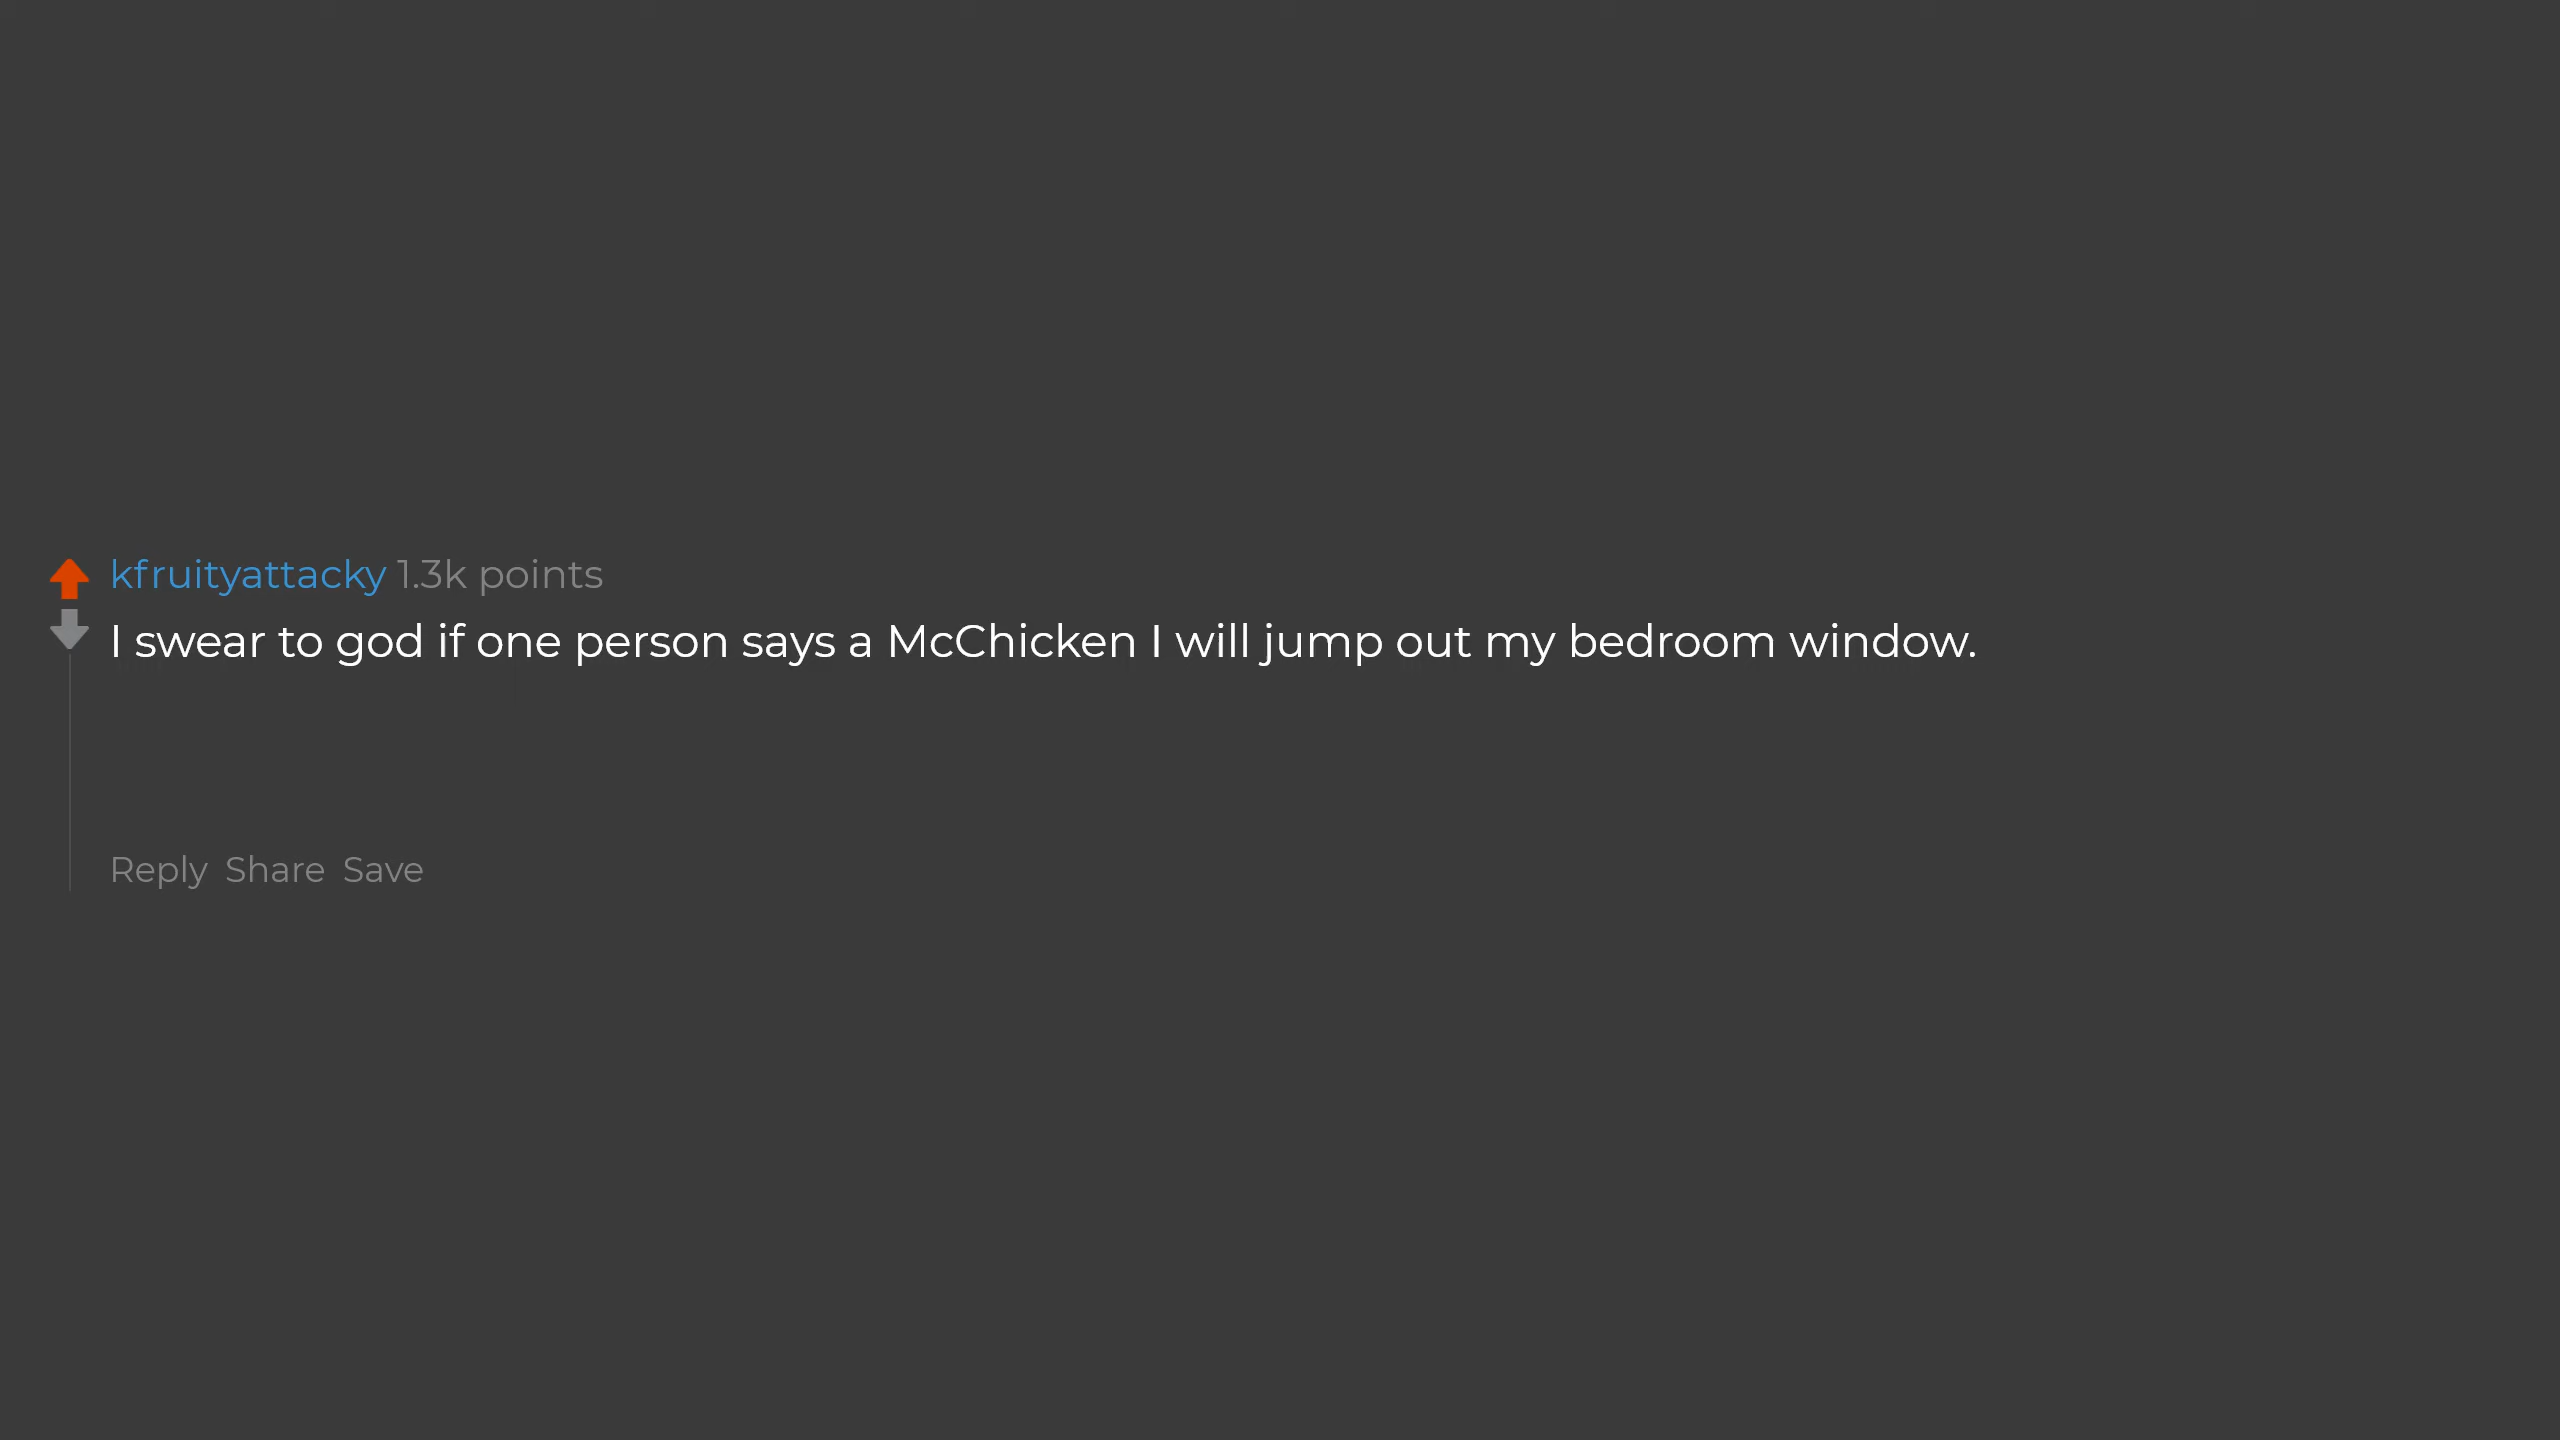 kfruityattacky 1.3k points
I swear to god if one person says a McChicken I will jump out my bedroom window.
Reply Share Save